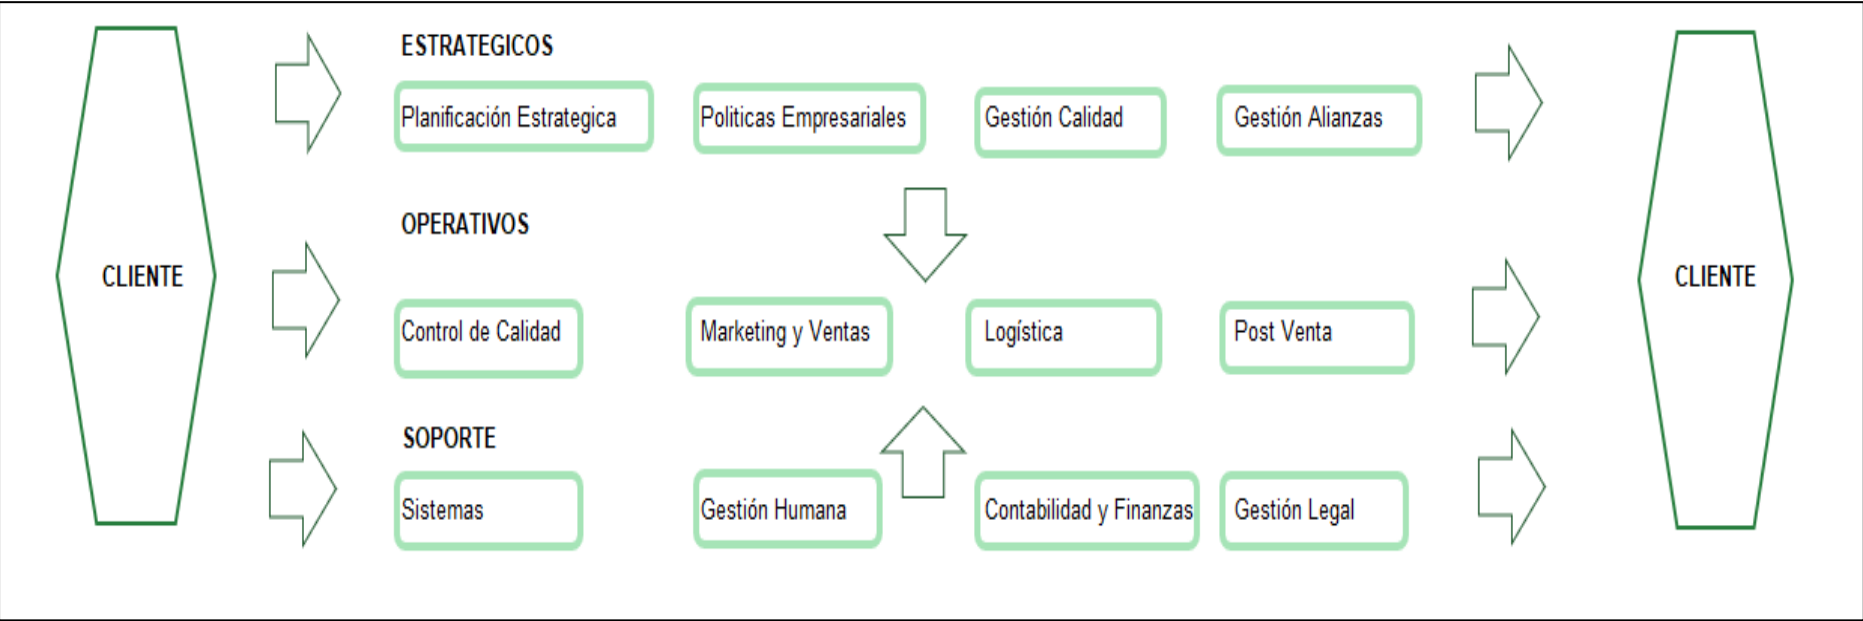 ESTRATEGICOS
Planificación Estrategica
Politicas Empresariales
Gestión Calidad
Gestión Alianzas
OPERATIVOS
CLIENTE
CLIENTE
Control de Calidad
Marketing y Ventas
Logística
Post Venta
SOPORTE
Sistemas
Gestión Humana
Contabilidad y Finanzas
Gestión Legal